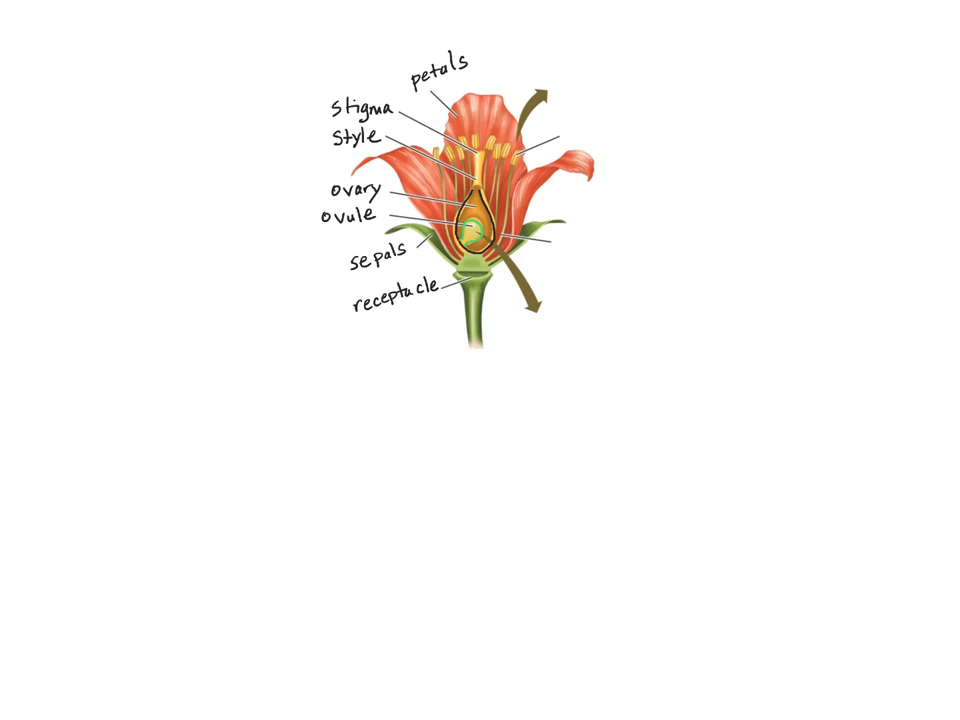 petals
stigma
style
ovary
ovule
sepals
receptacle